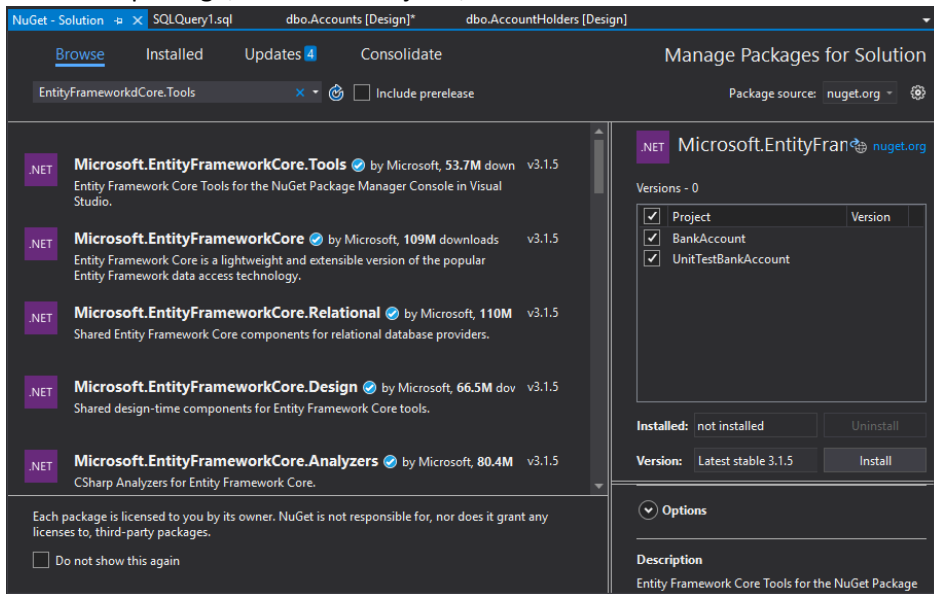 NuGet - Solution SQLQuery1.sql dbo.Accounts [Design]* dbo.AccountHolders [Design]
Browse Installed Updates 4 Consolidate
Manage Packages for Solution
EntityFrameworkdCore.Tools Include prerelease
Package source: nuget.org
.NET Microsoft.EntityFrameworkCore.Tools by Microsoft, 53.7M down v3.1.5
Entity Framework Core Tools for the NuGet Package Manager Console in Visual
Studio.
.NET Microsoft.EntityFrameworkCore by Microsoft, 109M downloads v3.1.5
Entity Framework Core is a lightweight and extensible version of the popular
Entity Framework data access technology.
.NET Microsoft.EntityFrameworkCore.Relational by Microsoft, 110M v3.1.5
Shared Entity Framework Core components for relational database providers.
.NET Microsoft.EntityFrameworkCore.Design by Microsoft, 66.5M dov v3.1.5
Shared design-time components for Entity Framework Core tools.
.NET Microsoft.EntityFrameworkCore.Analyzers by Microsoft, 80.4M v3.1.5
CSharp Analyzers for Entity Framework Core.
Each package is licensed to you by its owner. NuGet is not responsible for, nor does it grant any
licenses to, third-party packages.
Do not show this again
.NET Microsoft.EntityFran nuget.org
Versions - 0
Project Version
BankAccount
UnitTestBankAccount
Installed: not installed Uninstall
Version: Latest stable 3.1.5 Install
Options
Description
Entity Framework Core Tools for the NuGet Package